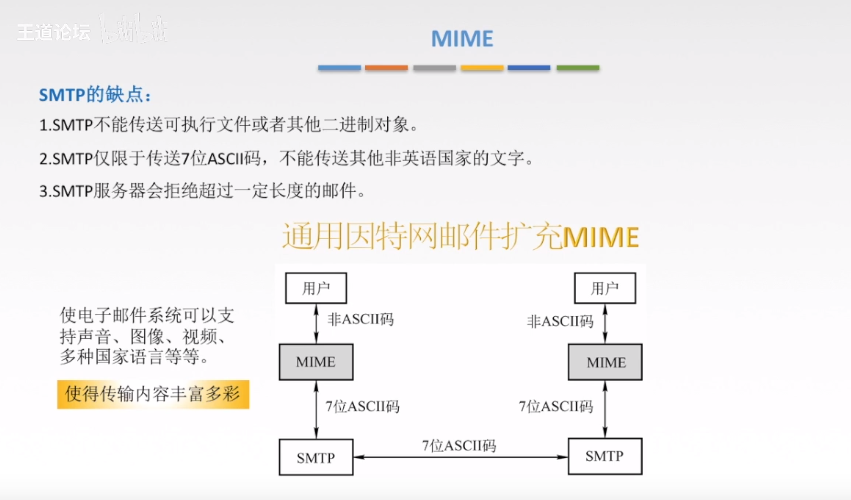 王道论坛
MIME
SMTP的缺点：
1.SMTP不能传送可执行文件或者其他二进制对象。
2.SMTP仅限于传送7位ASCII码，不能传送其他非英语国家的文字。
3.SMTP服务器会拒绝超过一定长度的邮件。
通用因特网邮件扩充MIME
使电子邮件系统可以支
持声音、图像、视频、
多种国家语言等等。
使得传输内容丰富多彩
用户
用户
非ASCII码
非ASCII码
MIME
MIME
7位ASCII码
7位ASCII码
7位ASCII码
SMTP
SMTP